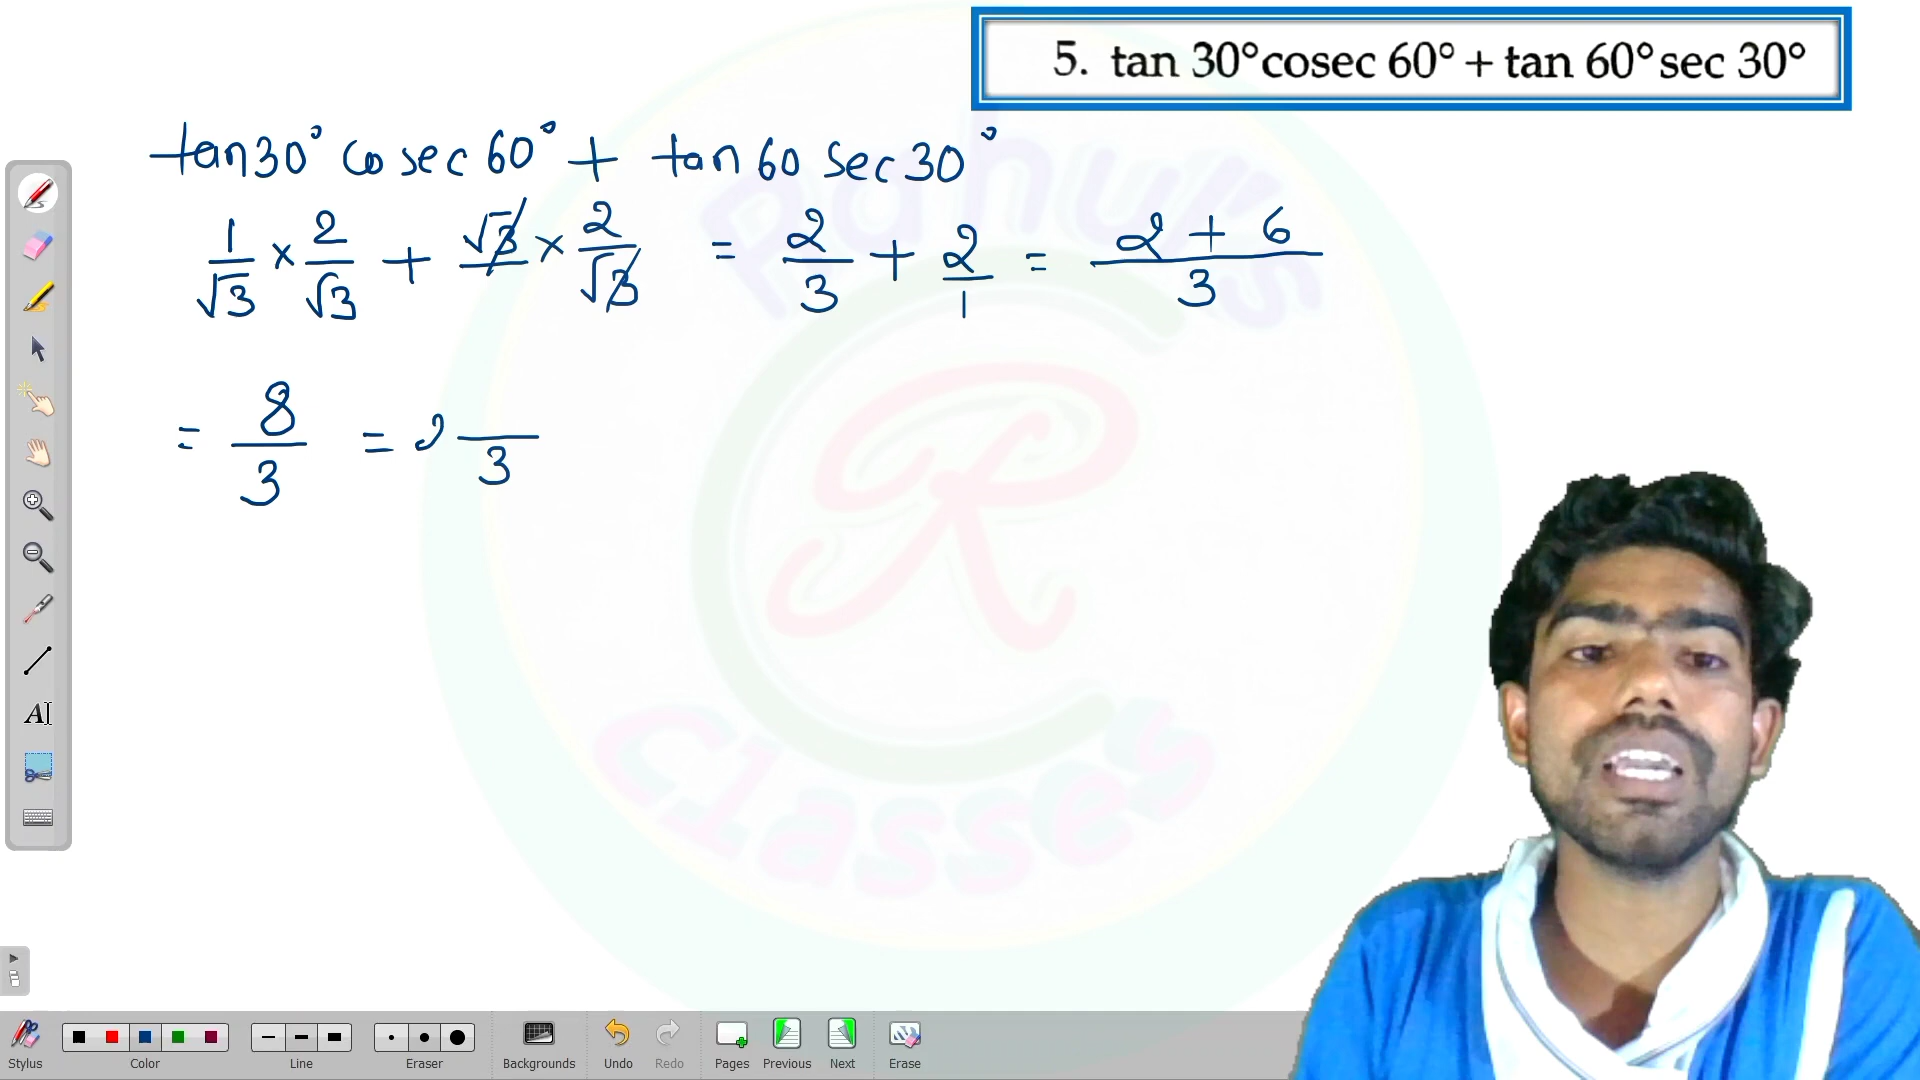 5. tan 30° cosec 60° + tan 60° sec 30°
tan30° cosec 60° + tan 60 sec 30°
1/√3 × 2/√3 + √3 × 2/√3 = 2/3 + 2/1 = 2 + 6/3
= 8/3 = 2 /3
Rahul's
R
Classes
Stylus Color Line Eraser Backgrounds Undo Redo Pages Previous Next Erase